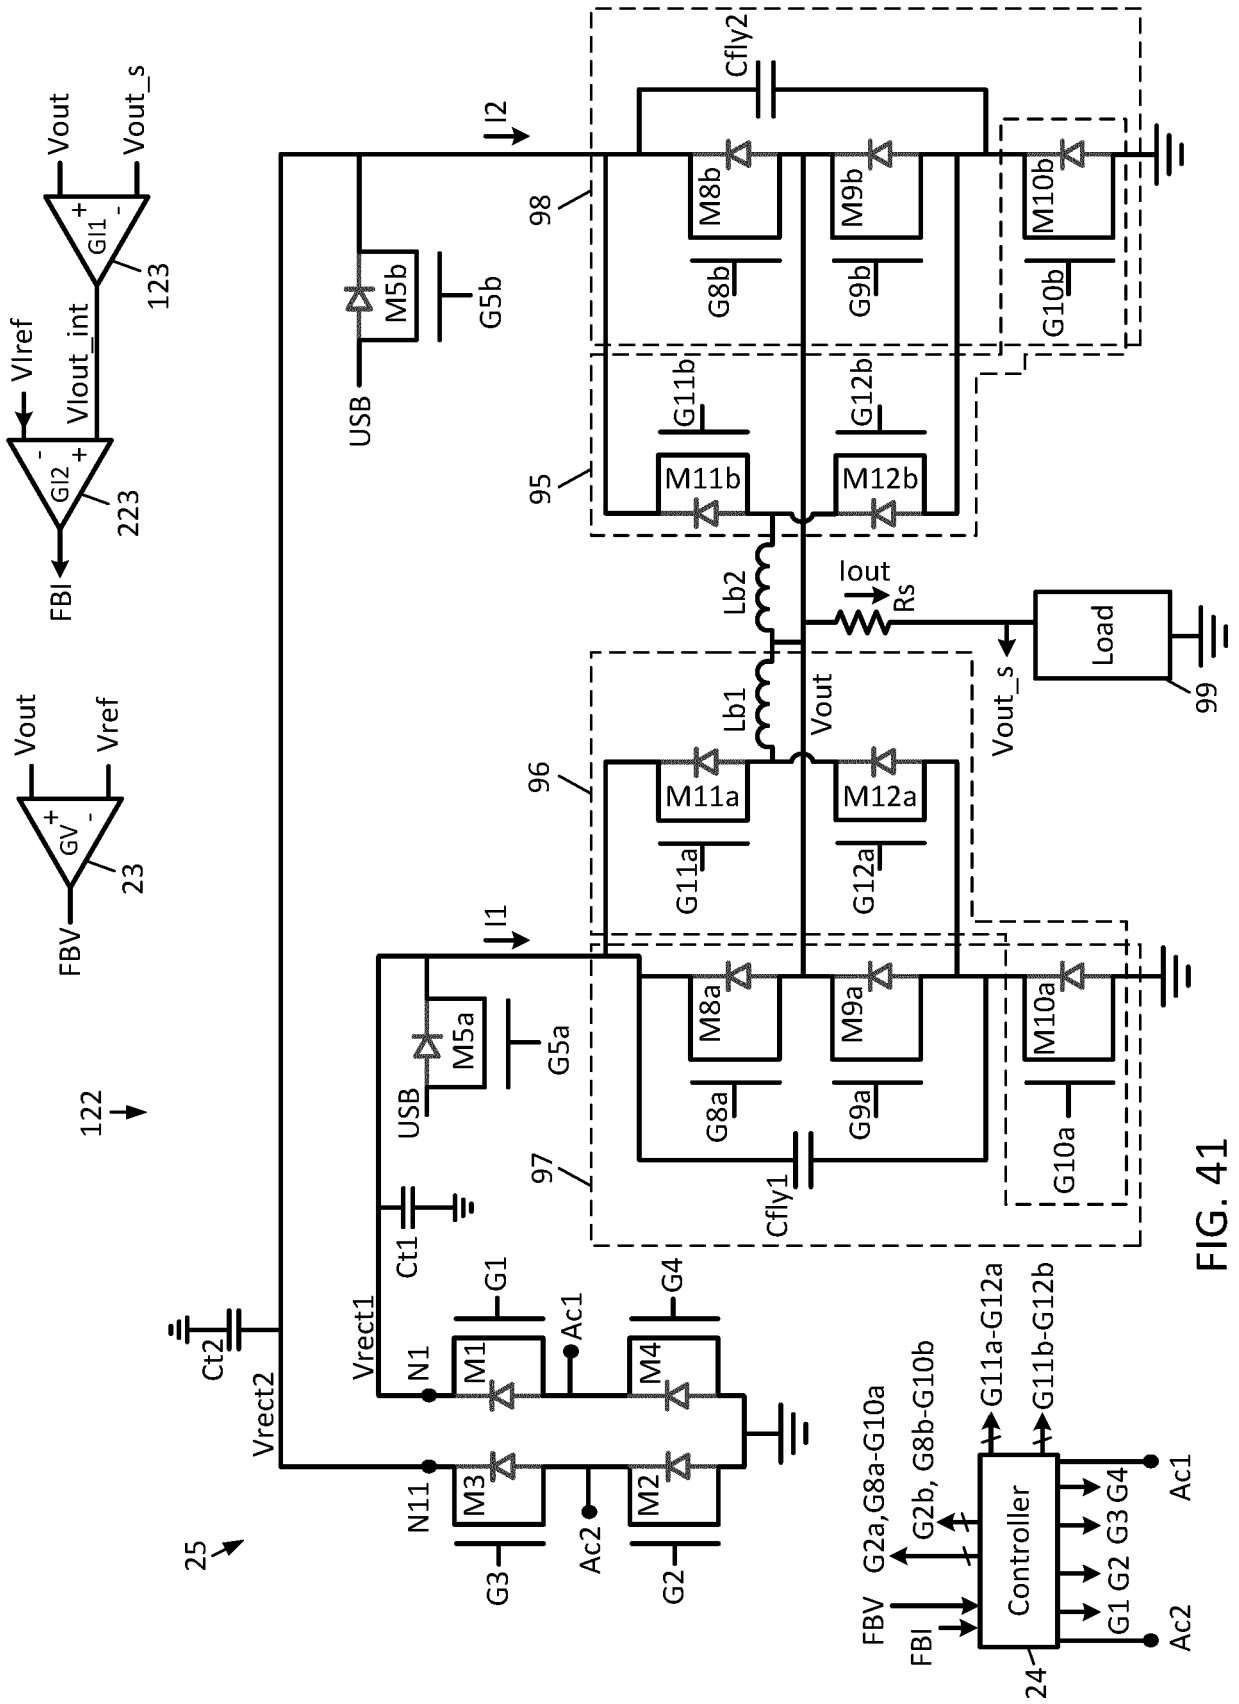 122
25
Ct2
Vrect2
Vrect1
N11
N1
G3
M3
M1
G1
Ac2
Ac1
G2
M2
M4
G4
Ct1
FBV
GV
+
-
Vout
Vref
23
FBI
GI2
-
+
VIref
VIout_int
223
GI1
+
-
Vout
Vout_s
123
USB
M5a
G5a
I1
USB
M5b
G5b
I2
97
Cfly1
G8a
M8a
G9a
M9a
G10a
M10a
96
G11a
M11a
G12a
M12a
Lb1
Lb2
Vout
Iout
Rs
Vout_s
Load
99
95
M11b
G11b
M12b
G12b
98
G8b
M8b
G9b
M9b
G10b
M10b
Cfly2
FBV
FBI
G2a,G8a-G10a
G2b, G8b-G10b
24
Controller
G11a-G12a
G11b-G12b
Ac2
G1
G2
G3
G4
Ac1
FIG. 41